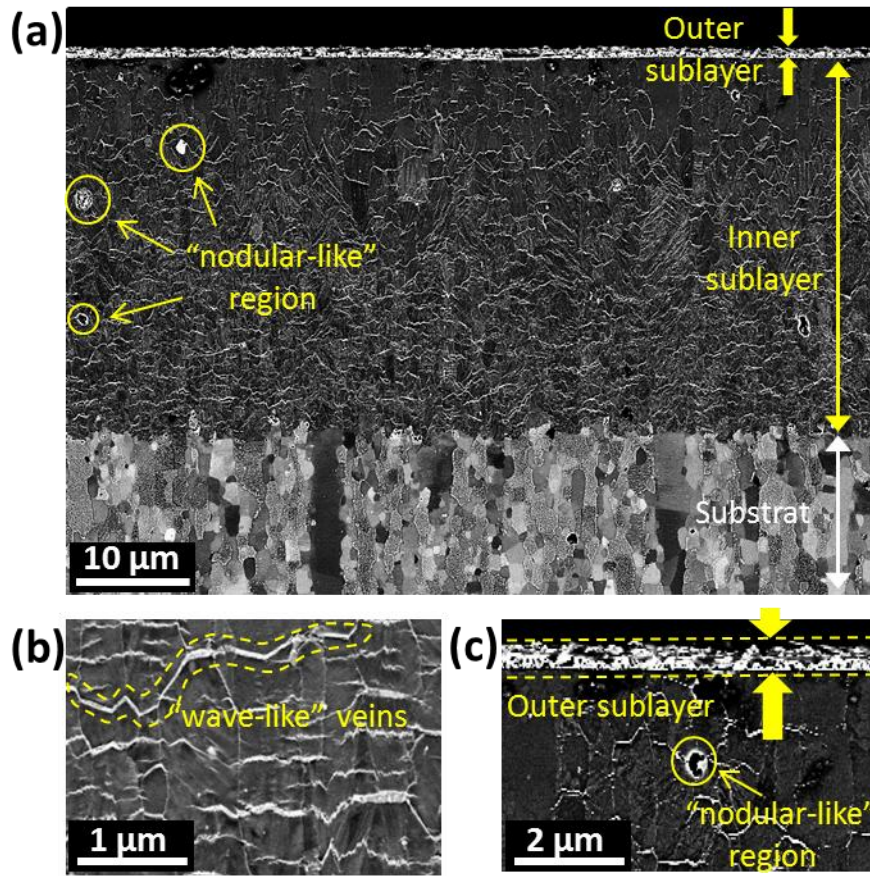 (a)
Outer
sublayer
"nodular-like"
region
Inner
sublayer
Substrat
10 µm
(b)
"wave-like" veins
1 µm
(c)
Outer sublayer
"nodular-like"
region
2 µm